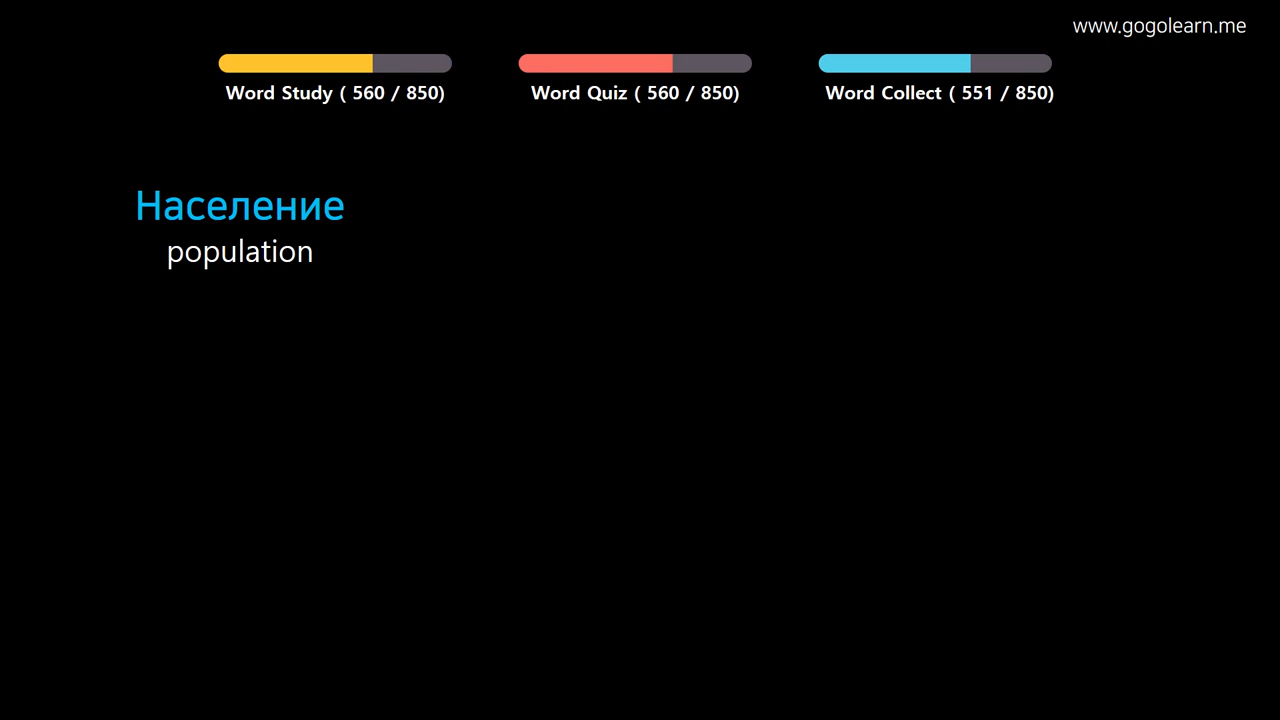 www.gogolearn.me
Word Study ( 560 / 850)
Word Quiz ( 560 / 850)
Word Collect ( 551 / 850)
Население
population